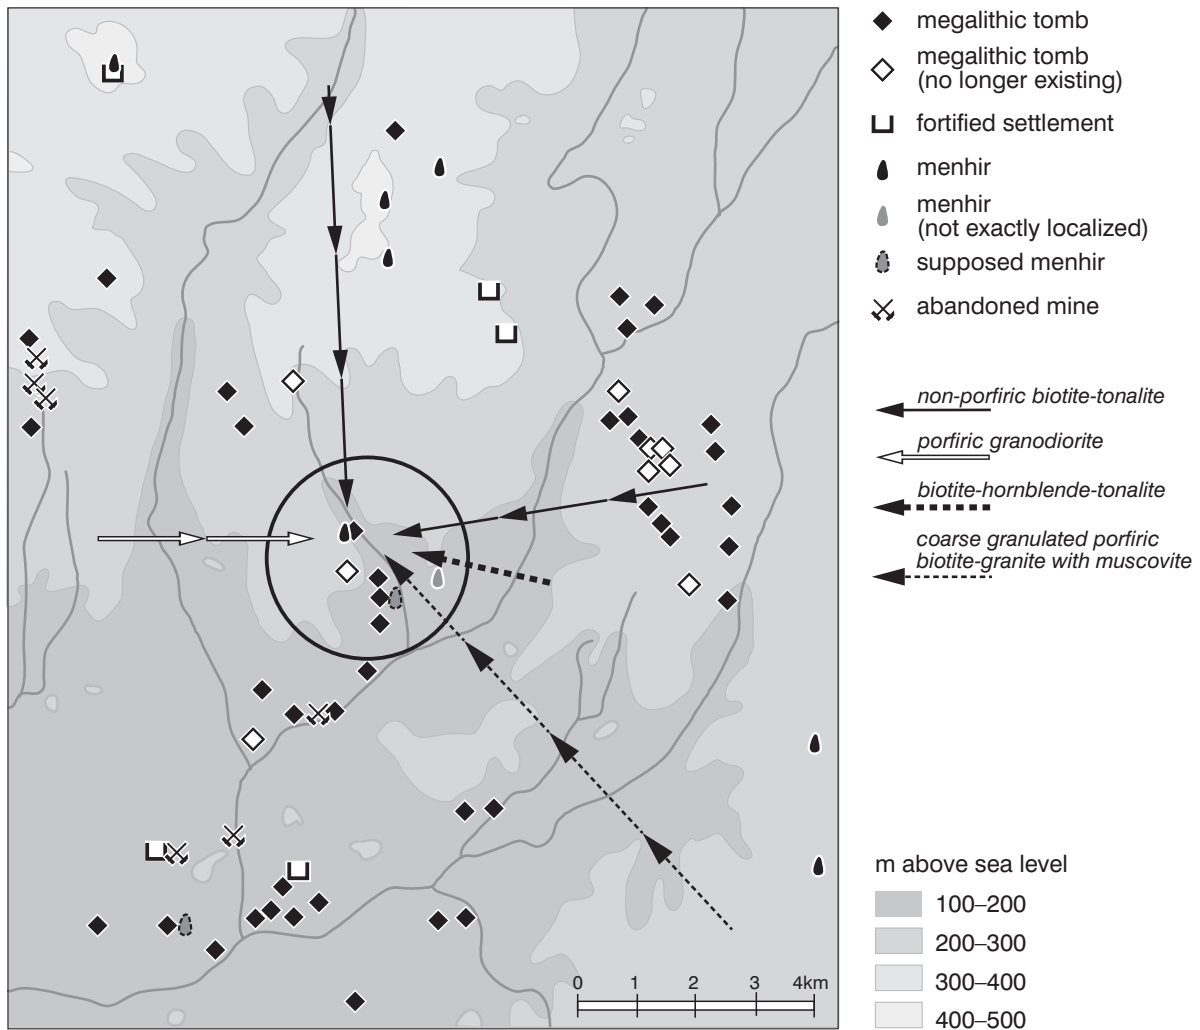 megalithic tomb
megalithic tomb
(no longer existing)
fortified settlement
menhir
menhir
(not exactly localized)
supposed menhir
abandoned mine
non-porfiric biotite-tonalite
porfiric granodiorite
biotite-hornblende-tonalite
coarse granulated porfiric
biotite-granite with muscovite
m above sea level
100–200
200–300
300–400
400–500
0 1 2 3 4km